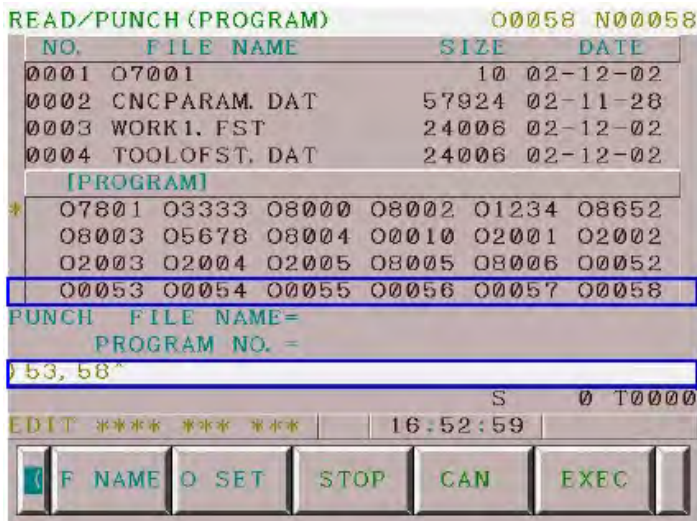 READ/PUNCH(PROGRAM) O0058 N00058
NO. FILE NAME SIZE DATE
0001 O7001 10 02-12-02
0002 CNCPARAM. DAT 57924 02-11-28
0003 WORK1. FST 24006 02-12-02
0004 TOOLOFST. DAT 24006 02-12-02
[PROGRAM]
* O7801 O3333 O8000 O8002 O1234 O8652
O8003 O5678 O8004 O0010 O2001 O2002
O2003 O2004 O2005 O8005 O8006 O0052
O0053 O0054 O0055 O0056 O0057 O0058
PUNCH FILE NAME=
PROGRAM NO. =
)53, 58^
S 0 T0000
EDIT **** *** *** 16:52:59
( F NAME O SET STOP CAN EXEC